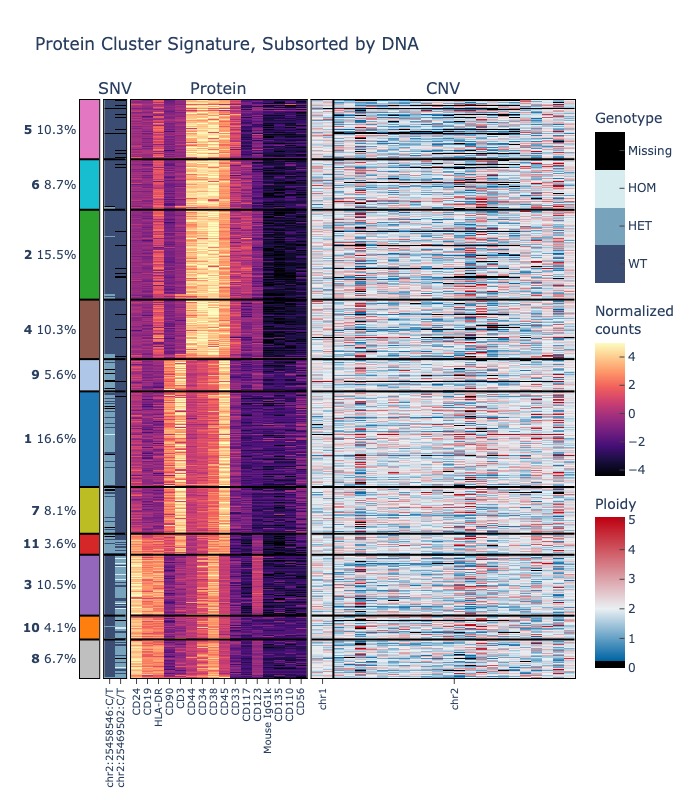 Protein Cluster Signature, Subsorted by DNA
SNV
Protein
CNV
5 10.3%
6 8.7%
2 15.5%
4 10.3%
9 5.6%
1 16.6%
7 8.1%
11 3.6%
3 10.5%
10 4.1%
8 6.7%
chr2:25458546:C/T
chr2:25469502:C/T
CD24
CD19
HLA-DR
CD90
CD3
CD44
CD34
CD38
CD45
CD33
CD117
CD123
Mouse IgG1k
CD135
CD110
CD56
chr1
chr2
Genotype
Missing
HOM
HET
WT
Normalized
counts
4
2
0
−2
−4
Ploidy
5
4
3
2
1
0